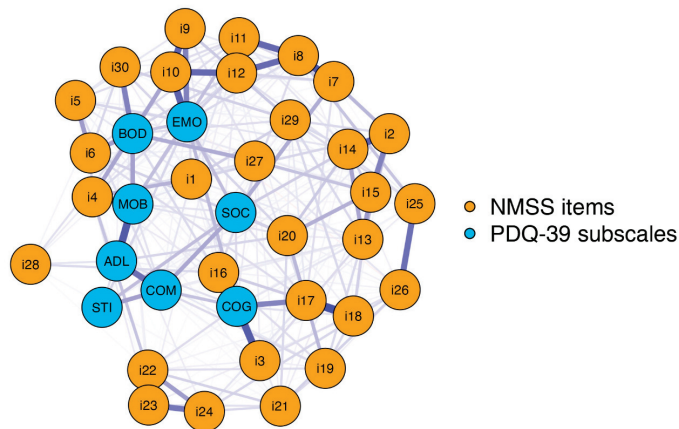 i9
i11
i8
i30
i10
i12
i7
i5
EMO
i29
BOD
i2
i6
i14
i27
i1
i15
i4
MOB
i25
SOC
i20
i13
ADL
i28
i16
COM
i26
STI
COG
i17
i18
i3
i22
i19
i23
i24
i21
NMSS items
PDQ-39 subscales